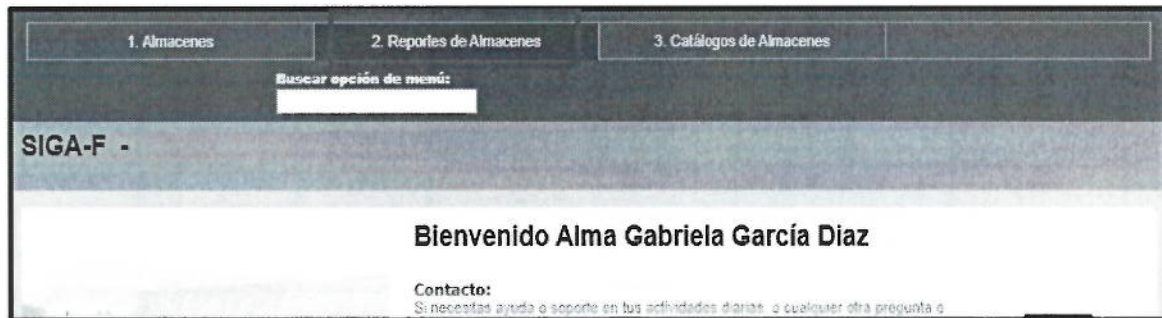 1. Almacenes
2. Reportes de Almacenes
3. Catálogos de Almacenes
Buscar opción de menú:
SIGA-F -
Bienvenido Alma Gabriela García Diaz
Contacto:
Si necesitas ayuda o soporte en tus actividades diarias o cualquier otra pregunta o